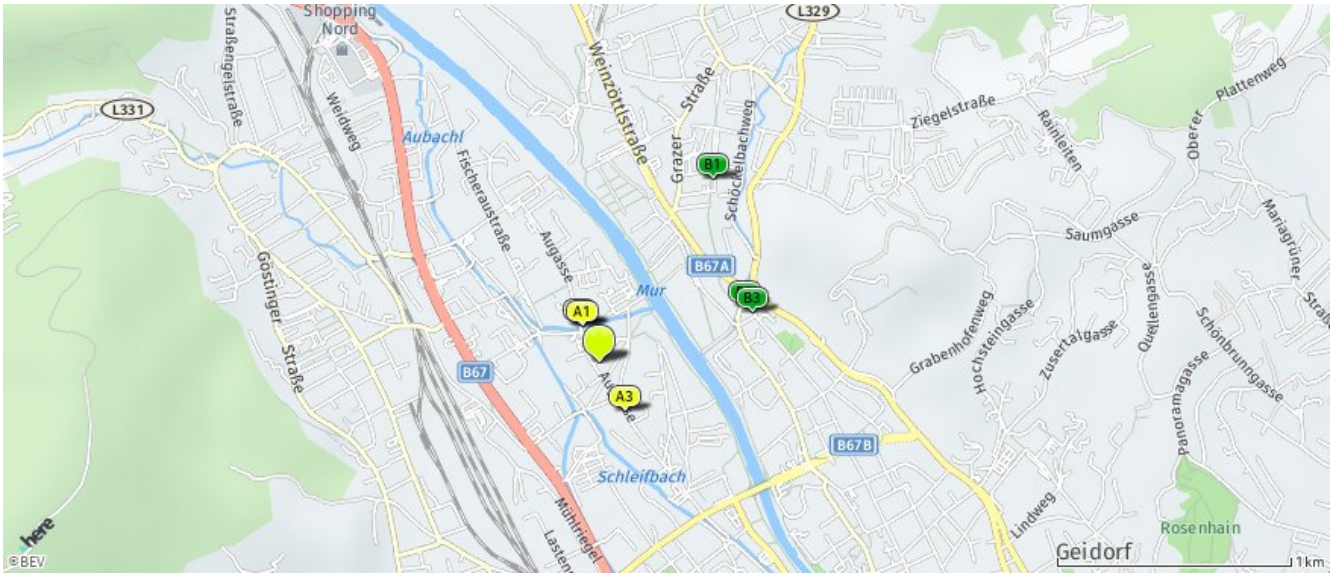 Shopping
Nord
L329
Straßengelstraße
Weinzöttlstraße
Straße
Grazer
Plattenweg
Oberer
L331
Weidweg
Aubachl
Ziegelstraße
Rainleiten
Schöckelbachweg
B1
Fischeraustraße
Augasse
Saumgasse
Mariagrüner
Straße
Göstinger
Straße
B67A
Mur
B3
A1
Quellengasse
Grabenhofenweg
Hochsteingasse
Zusertalgasse
Schönbrunngasse
Panoramagasse
B67
A3
B67B
Schleifbach
Mühlriegel
Lindweg
Rosenhain
here
©BEV
Geidorf
1km